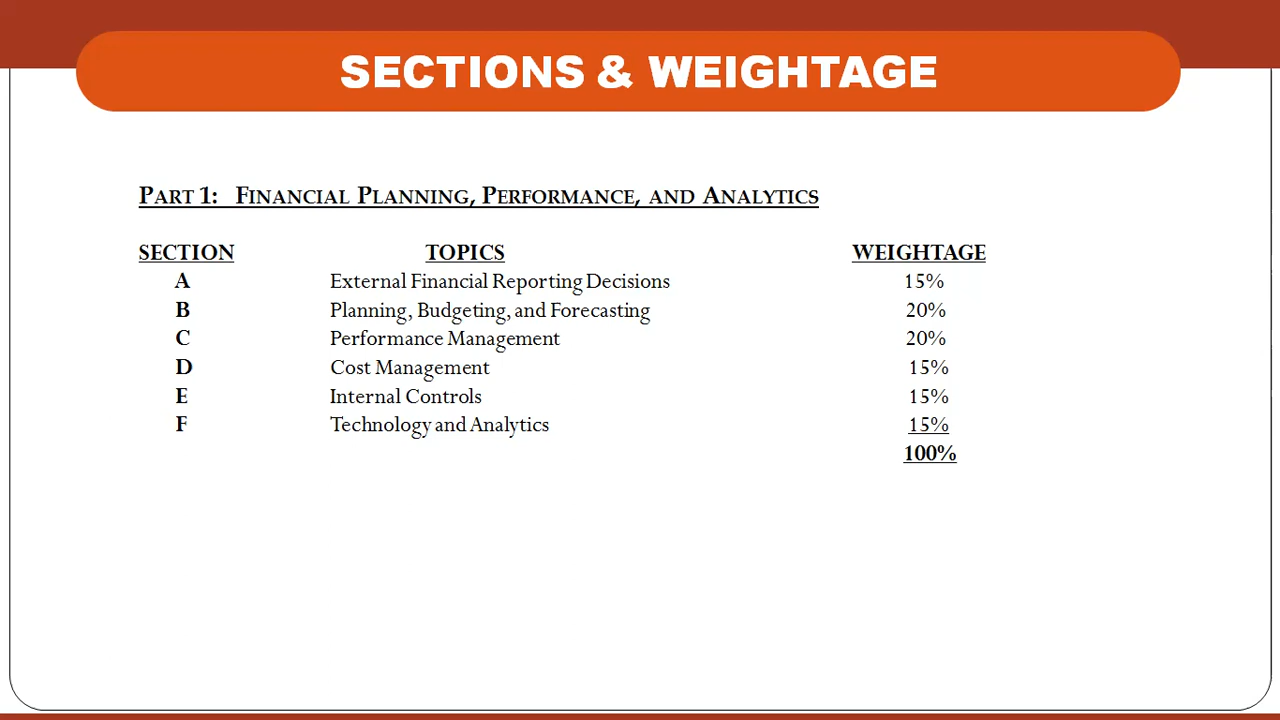 SECTIONS & WEIGHTAGE
PART 1: FINANCIAL PLANNING, PERFORMANCE, AND ANALYTICS
SECTION TOPICS WEIGHTAGE
A External Financial Reporting Decisions 15%
B Planning, Budgeting, and Forecasting 20%
C Performance Management 20%
D Cost Management 15%
E Internal Controls 15%
F Technology and Analytics 15%
100%